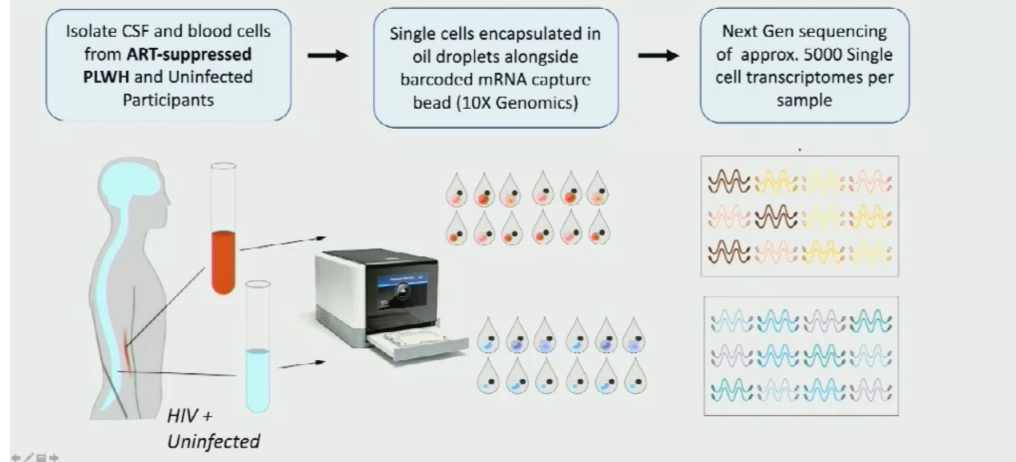 Isolate CSF and blood cells
from ART-suppressed
PLWH and Uninfected
Participants
Single cells encapsulated in
oil droplets alongside
barcoded mRNA capture
bead (10X Genomics)
Next Gen sequencing
of approx. 5000 Single
cell transcriptomes per
sample
HIV +
Uninfected